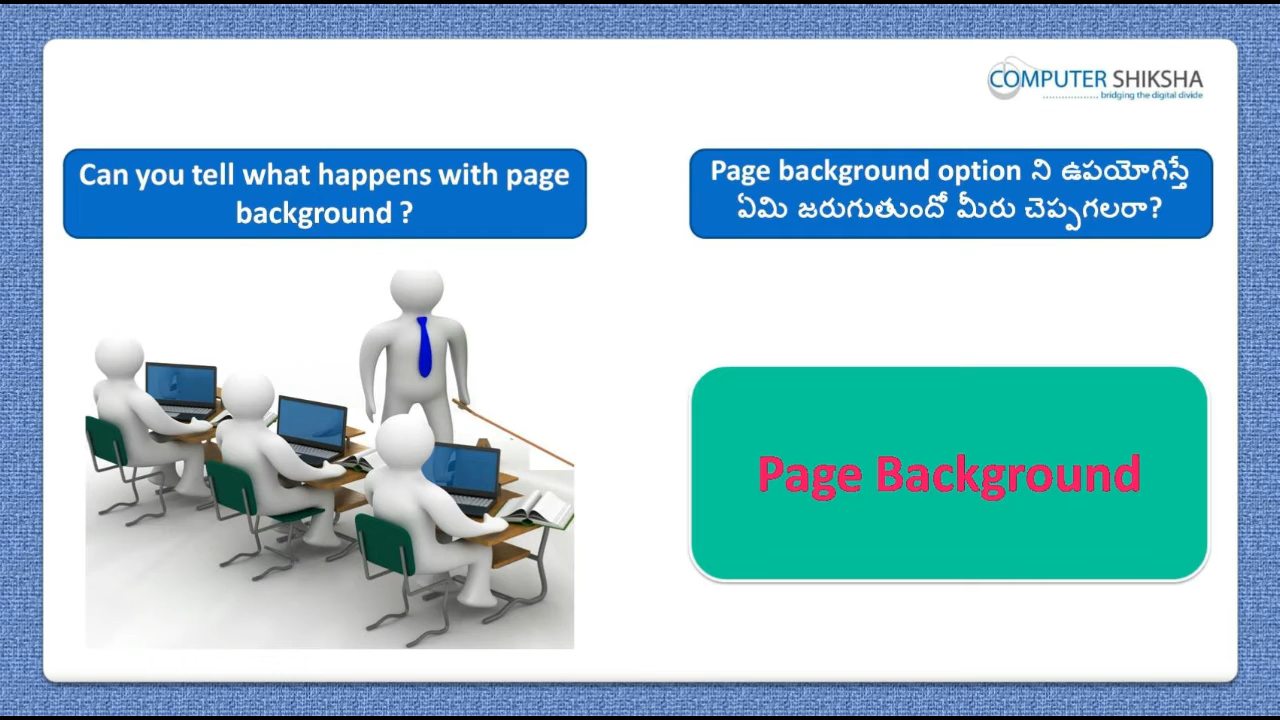 COMPUTER SHIKSHA
bridging the digital divide
Can you tell what happens with page
background ?
Page background option ని ఉపయోగిస్తే
ఏమి జరుగుతుందో మీరు చెప్పగలరా?
Page Background